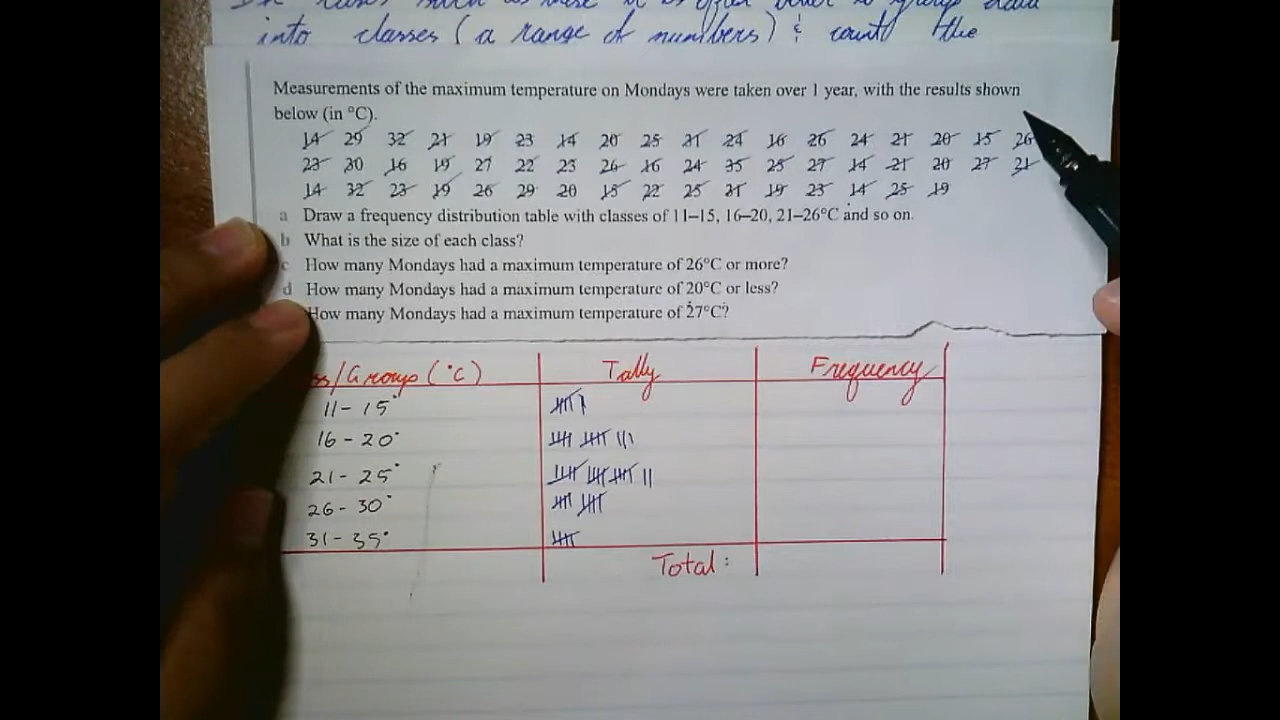 into classes (a range of numbers) & count the
Measurements of the maximum temperature on Mondays were taken over 1 year, with the results shown
below (in °C).
14 29 32 21 19 23 14 20 25 31 24 16 26 24 21 20 15 26
23 30 16 19 27 22 23 26 16 24 35 25 27 14 21 20 27 21
14 32 23 19 26 29 20 15 22 25 31 19 23 14 25 19
a Draw a frequency distribution table with classes of 11–15, 16–20, 21–26°C and so on.
b What is the size of each class?
c How many Mondays had a maximum temperature of 26°C or more?
d How many Mondays had a maximum temperature of 20°C or less?
How many Mondays had a maximum temperature of 27°C?
/Group (°C) Tally Frequency
11 - 15°
16 - 20°
21 - 25°
26 - 30°
31 - 35°
Total :